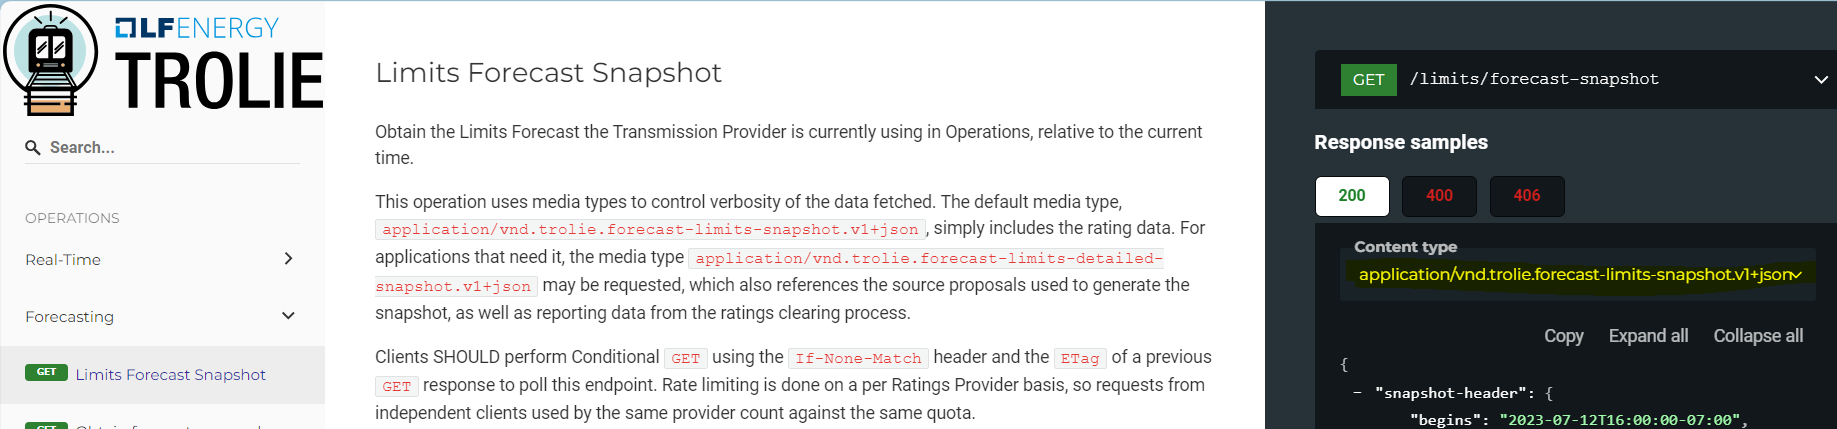 LFENERGY
TROLIE
Search...
OPERATIONS
Real-Time
Forecasting
GET Limits Forecast Snapshot
GET
Limits Forecast Snapshot
Obtain the Limits Forecast the Transmission Provider is currently using in Operations, relative to the current
time.
This operation uses media types to control verbosity of the data fetched. The default media type,
application/vnd.trolie.forecast-limits-snapshot.v1+json, simply includes the rating data. For
applications that need it, the media type application/vnd.trolie.forecast-limits-detailed-
snapshot.v1+json may be requested, which also references the source proposals used to generate the
snapshot, as well as reporting data from the ratings clearing process.
Clients SHOULD perform Conditional GET using the If-None-Match header and the ETag of a previous
GET response to poll this endpoint. Rate limiting is done on a per Ratings Provider basis, so requests from
independent clients used by the same provider count against the same quota.
GET /limits/forecast-snapshot
Response samples
200 400 406
Content type
application/vnd.trolie.forecast-limits-snapshot.v1+json
Copy Expand all Collapse all
{
− "snapshot-header": {
"begins": "2023-07-12T16:00:00-07:00",